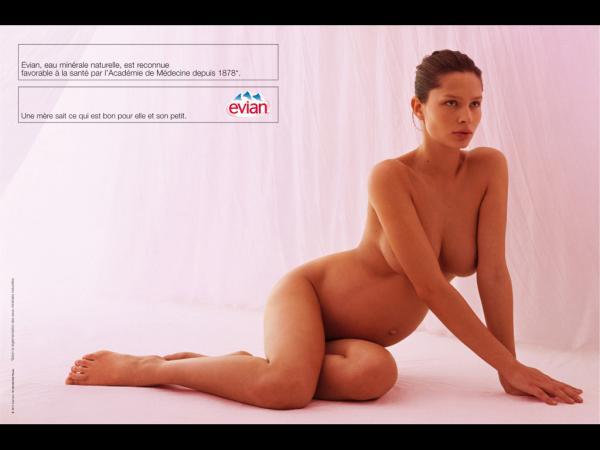 Evian, eau minérale naturelle, est reconnue
favorable à la santé par l'Académie de Médecine depuis 1878*.
evian
Une mère sait ce qui est bon pour elle et son petit.